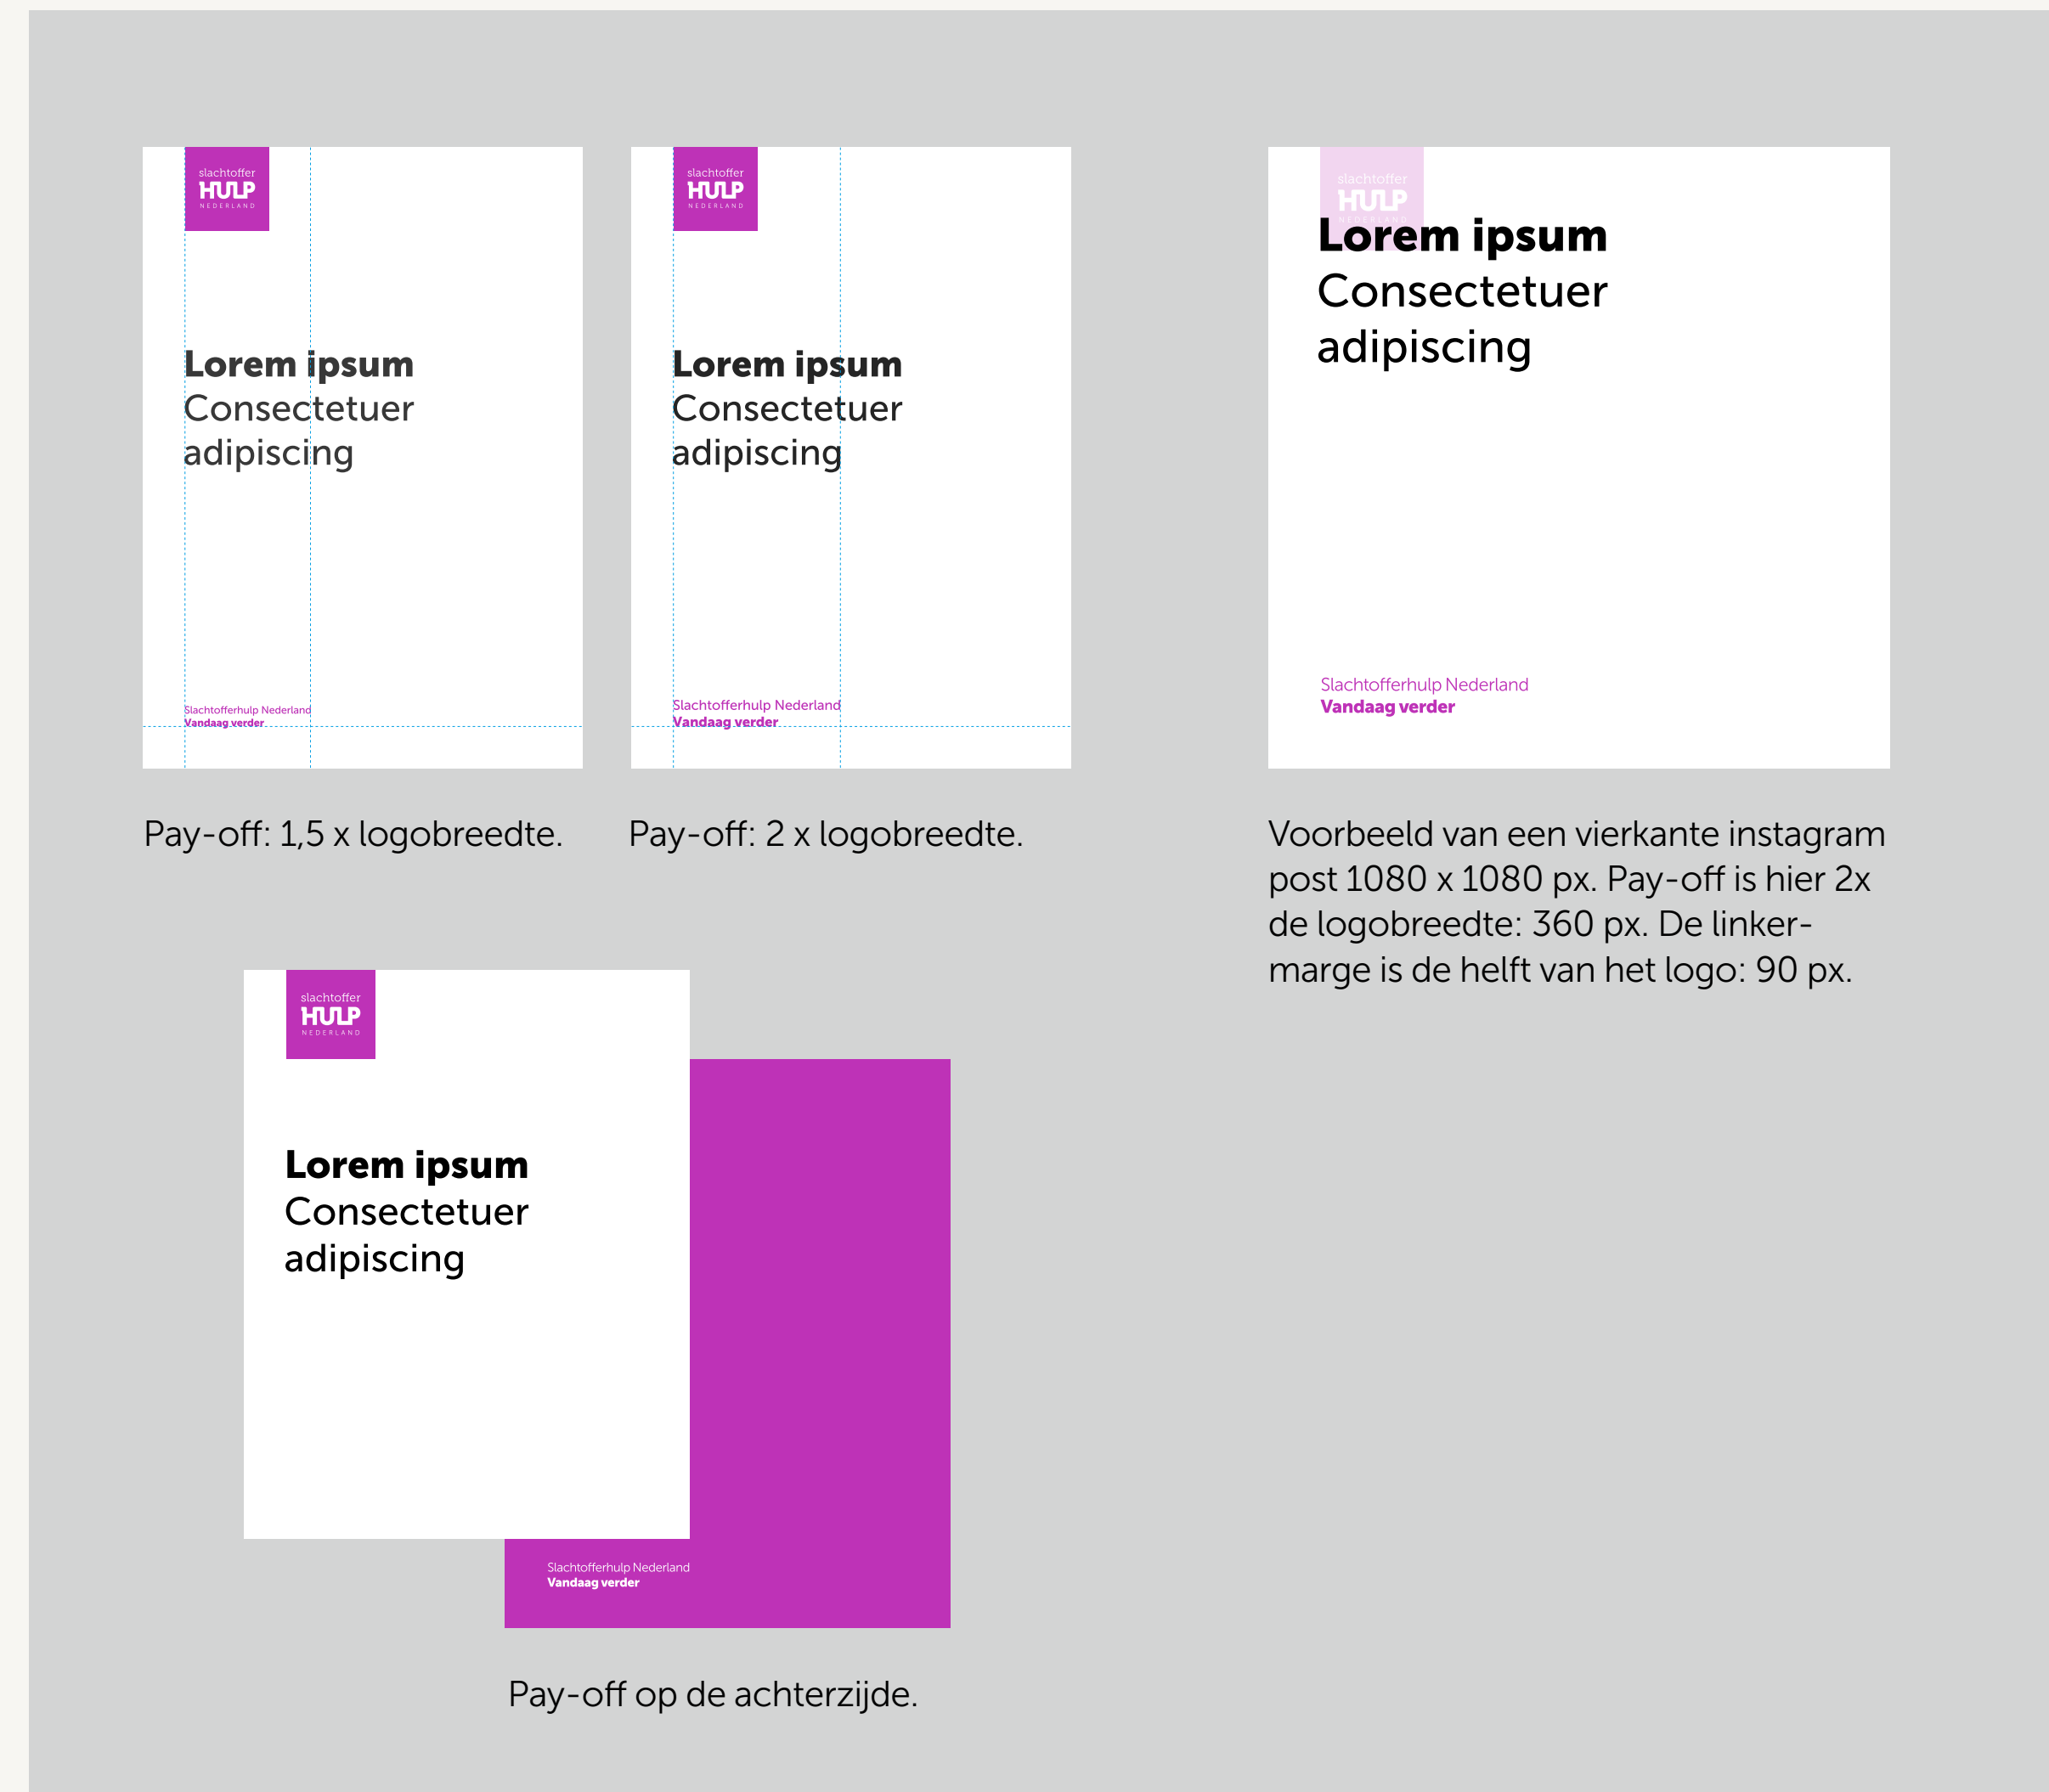 slachtoffer
HULP
NEDERLAND
Lorem ipsum
Consectetuer
adipiscing
Slachtofferhulp Nederland
Vandaag verder
Pay-off: 1,5 x logobreedte.
slachtoffer
HULP
NEDERLAND
Lorem ipsum
Consectetuer
adipiscing
Slachtofferhulp Nederland
Vandaag verder
Pay-off: 2 x logobreedte.
slachtoffer
HULP
NEDERLAND
Lorem ipsum
Consectetuer
adipiscing
Slachtofferhulp Nederland
Vandaag verder
Voorbeeld van een vierkante instagram
post 1080 x 1080 px. Pay-off is hier 2x
de logobreedte: 360 px. De linker-
marge is de helft van het logo: 90 px.
slachtoffer
HULP
NEDERLAND
Lorem ipsum
Consectetuer
adipiscing
Slachtofferhulp Nederland
Vandaag verder
Pay-off op de achterzijde.